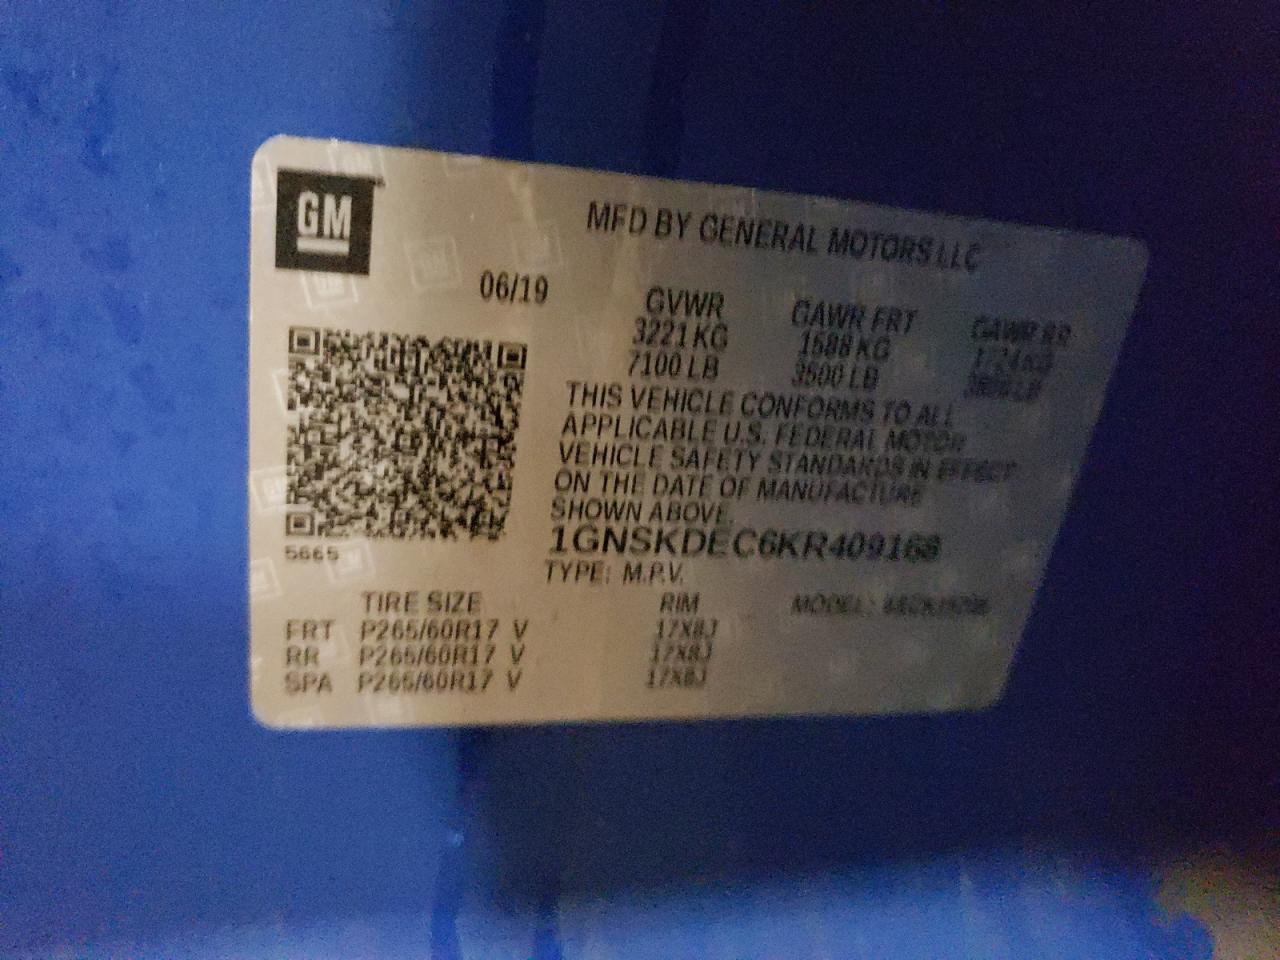 GM
MFD BY GENERAL MOTORS LLC
06/19
GVWR GAWR FRT GAWR RR
3221 KG 1588 KG
7100 LB 3500 LB
THIS VEHICLE CONFORMS TO ALL
APPLICABLE U.S. FEDERAL MOTOR
VEHICLE SAFETY STANDARDS IN EFFECT
ON THE DATE OF MANUFACTURE
SHOWN ABOVE.
1GNSKDEC6KR409168
5665
TYPE: M.P.V.
TIRE SIZE RIM MODEL:
FRT P265/60R17 V 17X8J
RR P265/60R17 V 17X8J
SPA P265/60R17 V 17X8J